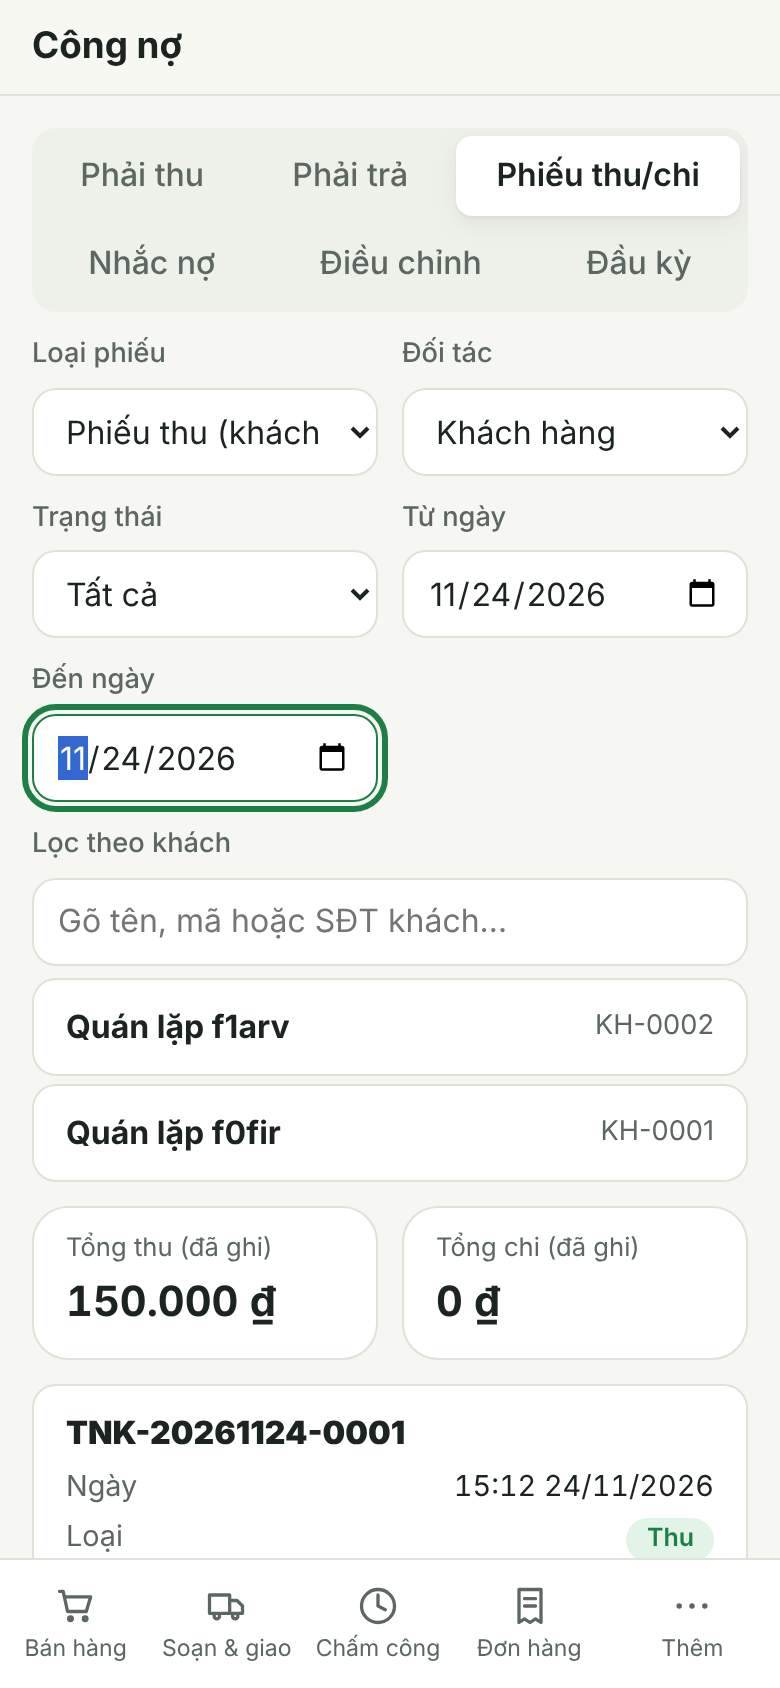 Công nợ
Phải thu
Phải trả
Phiếu thu/chi
Nhắc nợ
Điều chỉnh
Đầu kỳ
Loại phiếu
Đối tác
Phiếu thu (khách
Khách hàng
Trạng thái
Từ ngày
Tất cả
11/24/2026
Đến ngày
11/24/2026
Lọc theo khách
Gõ tên, mã hoặc SĐT khách...
Quán lặp f1arv
KH-0002
Quán lặp f0fir
KH-0001
Tổng thu (đã ghi)
Tổng chi (đã ghi)
150.000 ₫
0 ₫
TNK-20261124-0001
Ngày
15:12 24/11/2026
Loại
Thu
Bán hàng
Soạn & giao
Chấm công
Đơn hàng
Thêm